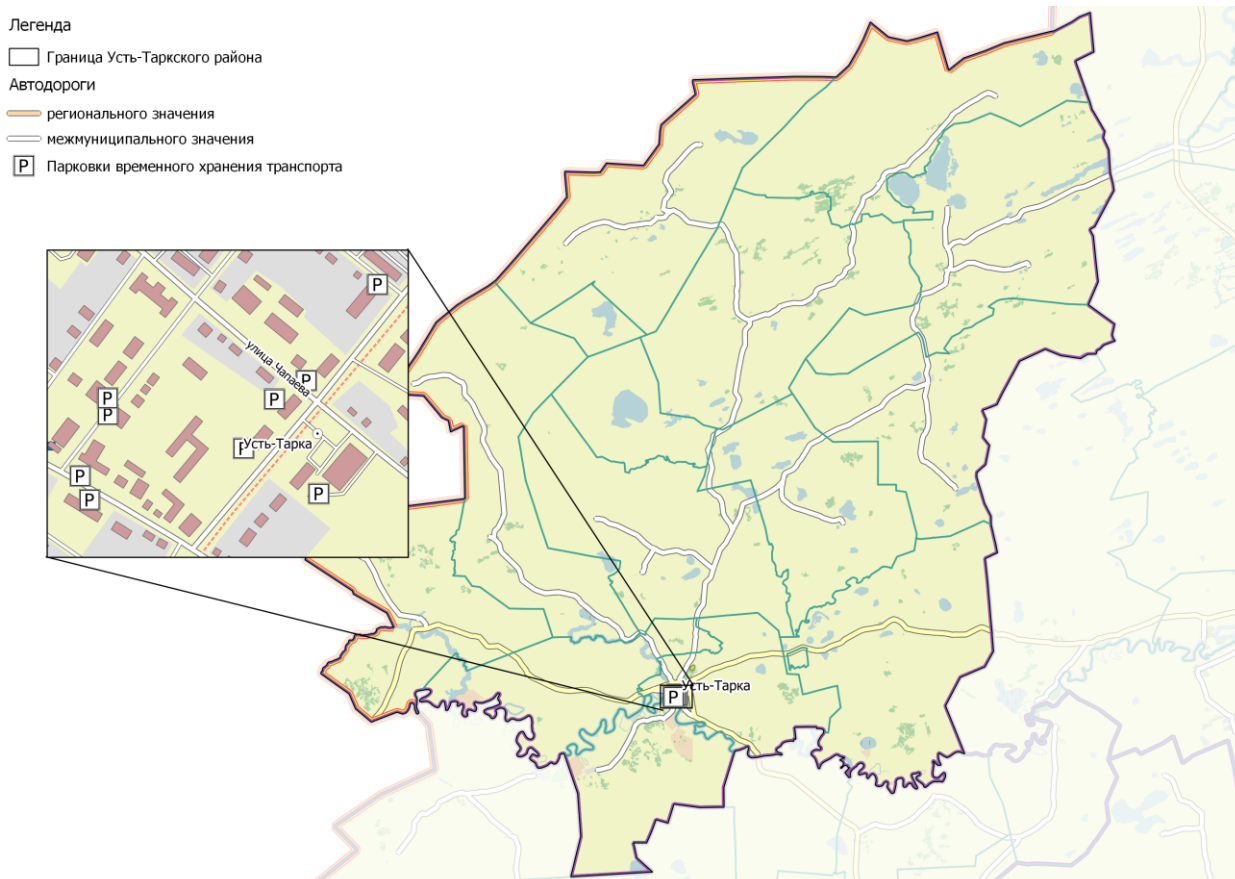 Легенда
Граница Усть-Таркского района
Автодороги
регионального значения
межмуниципального значения
P Парковки временного хранения транспорта
P
улица Чапаева
P
P
P
P
P
Усть-Тарка
P
P
P
Усть-Тарка
P